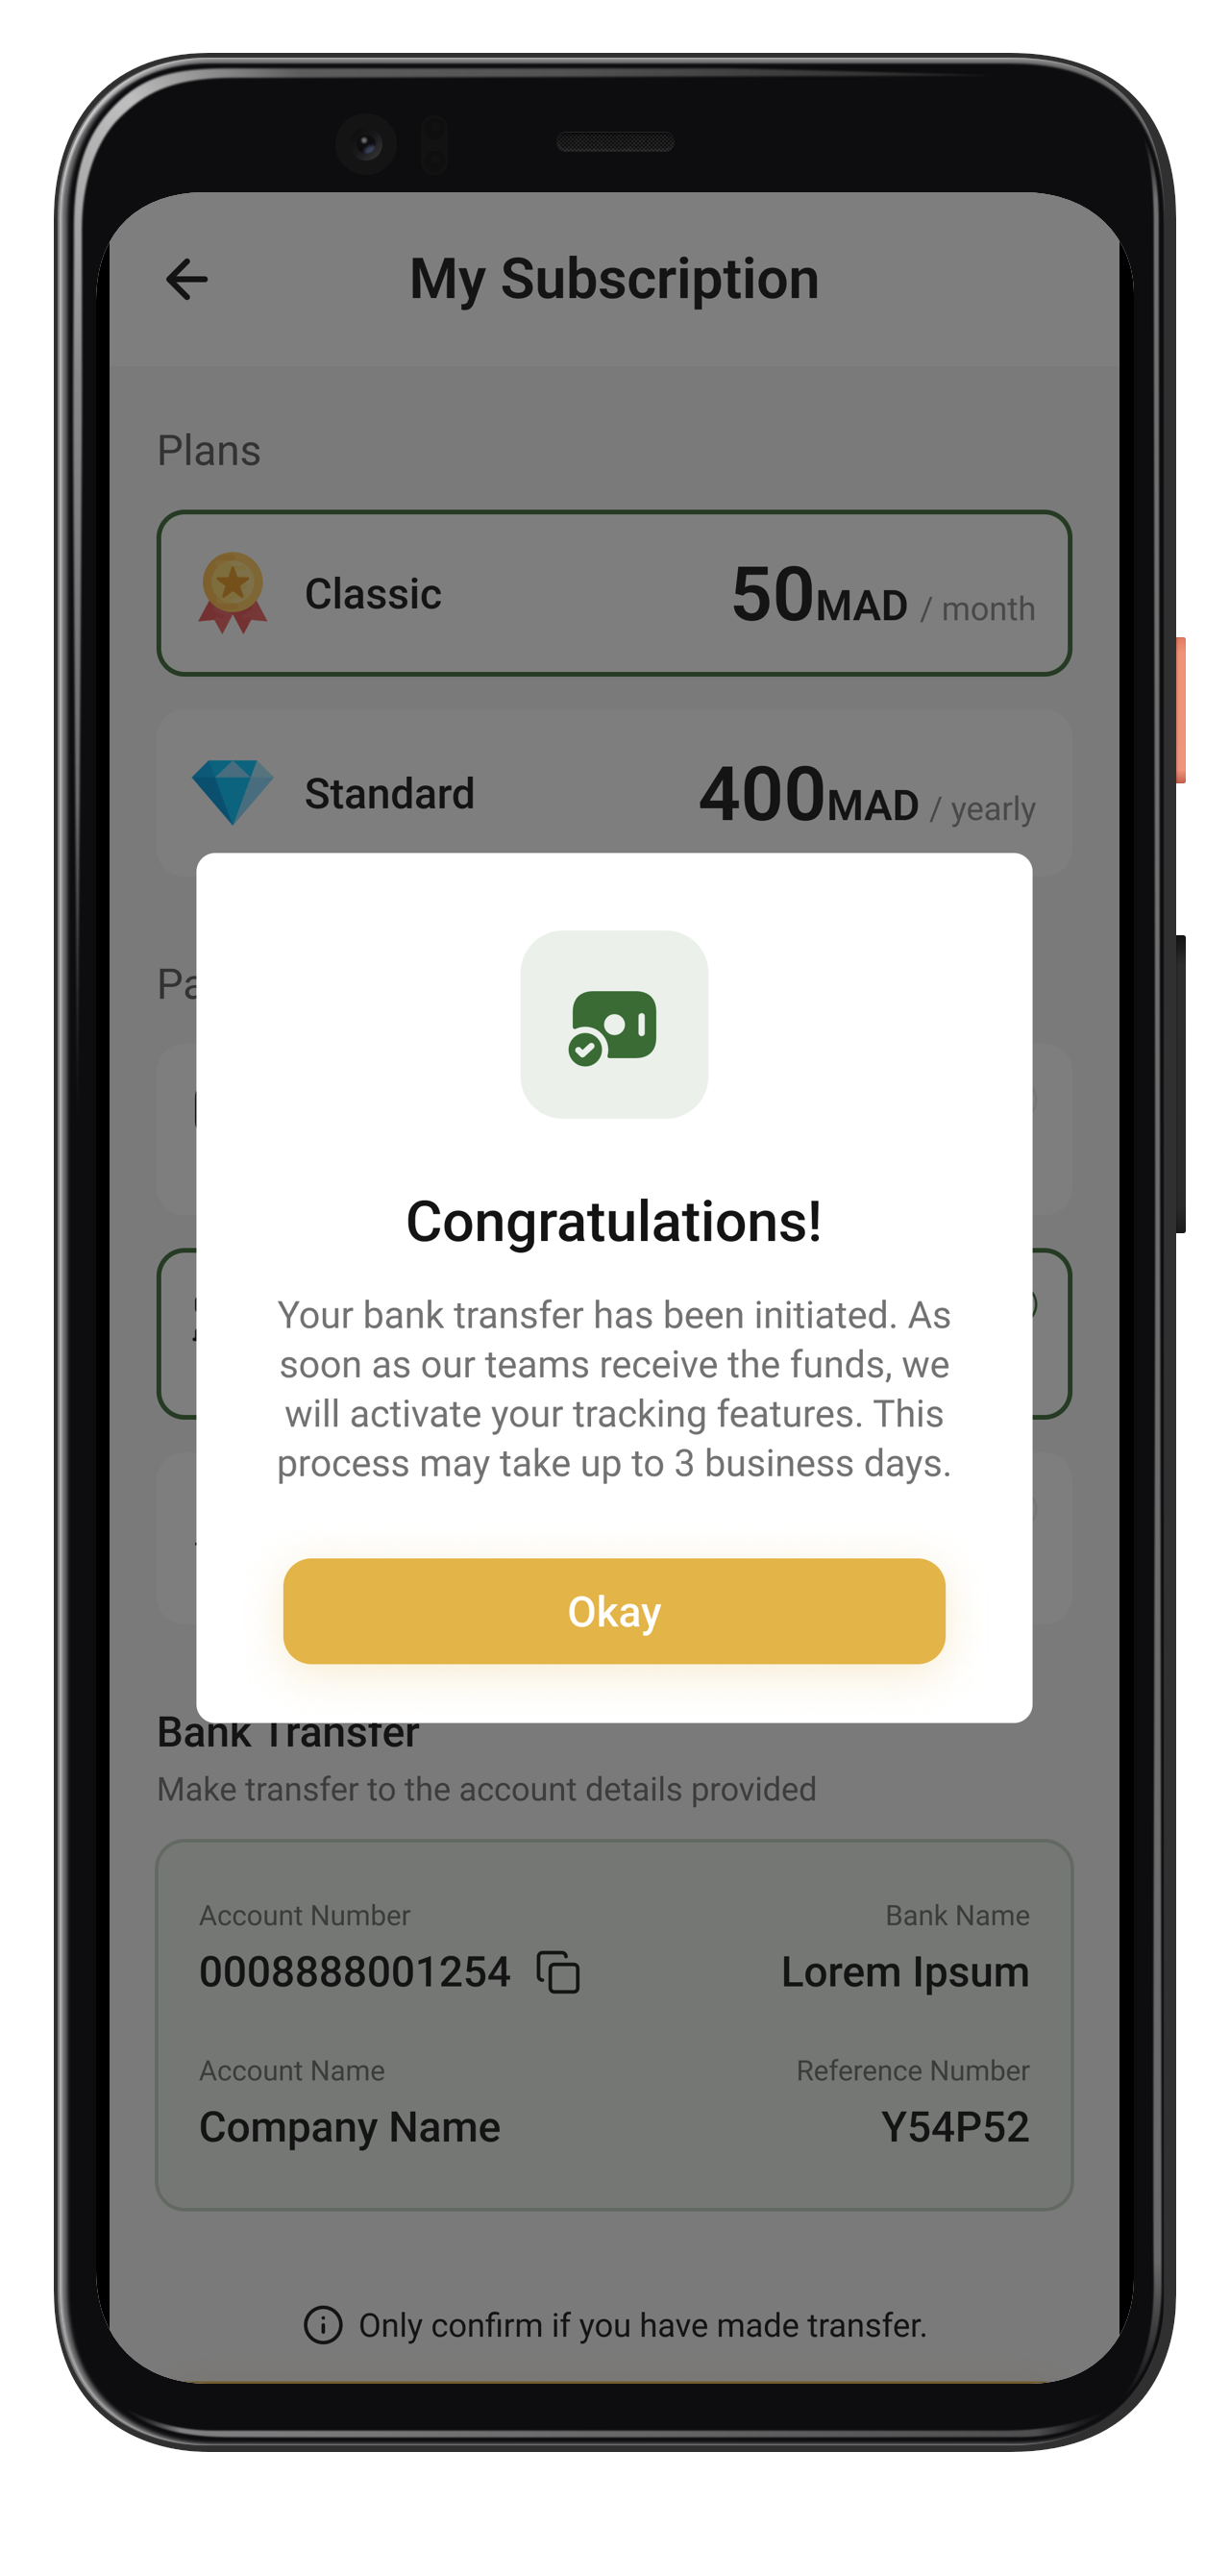 My Subscription
Plans
Classic 50MAD / month
Standard 400MAD / yearly
Congratulations!
Your bank transfer has been initiated. As
soon as our teams receive the funds, we
will activate your tracking features. This
process may take up to 3 business days.
Okay
Bank Transfer
Make transfer to the account details provided
Account Number Bank Name
0008888001254 Lorem Ipsum
Account Name Reference Number
Company Name Y54P52
Only confirm if you have made transfer.